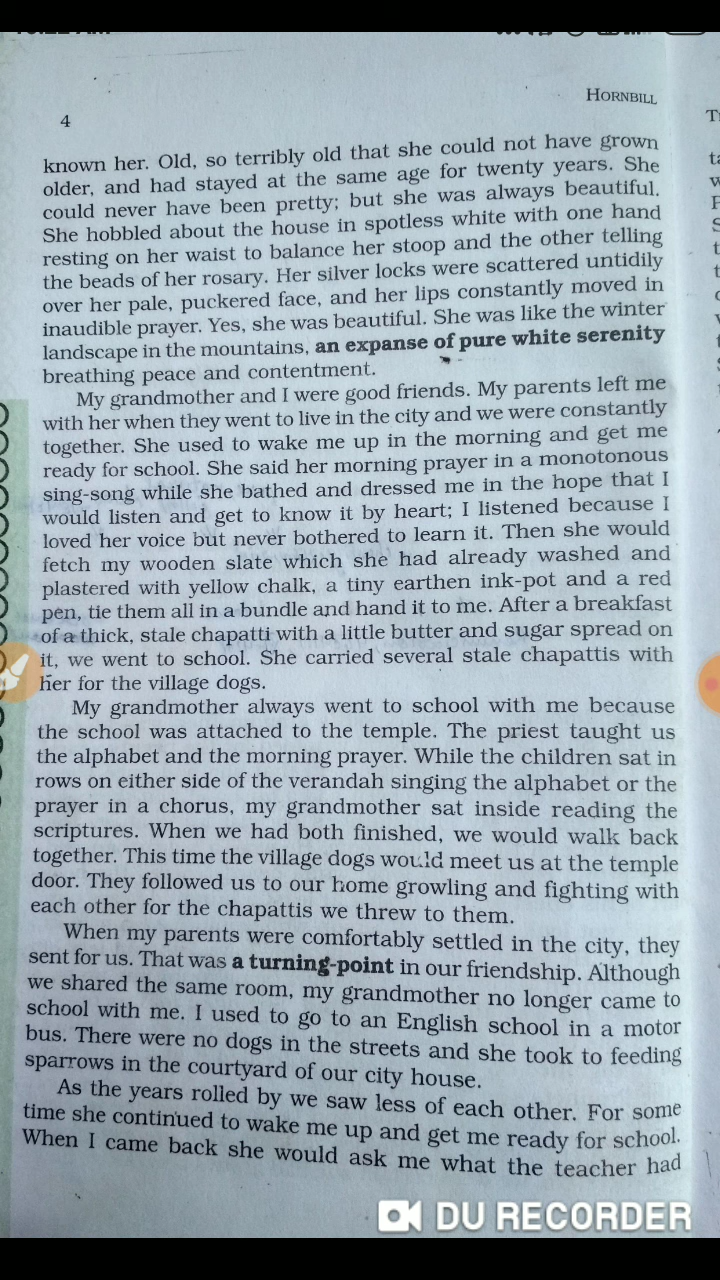 HORNBILL
4
known her. Old, so terribly old that she could not have grown
older, and had stayed at the same age for twenty years. She
could never have been pretty; but she was always beautiful.
She hobbled about the house in spotless white with one hand
resting on her waist to balance her stoop and the other telling
the beads of her rosary. Her silver locks were scattered untidily
over her pale, puckered face, and her lips constantly moved in
inaudible prayer. Yes, she was beautiful. She was like the winter
landscape in the mountains, an expanse of pure white serenity
breathing peace and contentment.
My grandmother and I were good friends. My parents left me
with her when they went to live in the city and we were constantly
together. She used to wake me up in the morning and get me
ready for school. She said her morning prayer in a monotonous
sing-song while she bathed and dressed me in the hope that I
would listen and get to know it by heart; I listened because I
loved her voice but never bothered to learn it. Then she would
fetch my wooden slate which she had already washed and
plastered with yellow chalk, a tiny earthen ink-pot and a red
pen, tie them all in a bundle and hand it to me. After a breakfast
of a thick, stale chapatti with a little butter and sugar spread on
it, we went to school. She carried several stale chapattis with
her for the village dogs.
My grandmother always went to school with me because
the school was attached to the temple. The priest taught us
the alphabet and the morning prayer. While the children sat in
rows on either side of the verandah singing the alphabet or the
prayer in a chorus, my grandmother sat inside reading the
scriptures. When we had both finished, we would walk back
together. This time the village dogs would meet us at the temple
door. They followed us to our home growling and fighting with
each other for the chapattis we threw to them.
When my parents were comfortably settled in the city, they
sent for us. That was a turning-point in our friendship. Although
we shared the same room, my grandmother no longer came to
school with me. I used to go to an English school in a motor
bus. There were no dogs in the streets and she took to feeding
sparrows in the courtyard of our city house.
As the years rolled by we saw less of each other. For some
time she continued to wake me up and get me ready for school.
When I came back she would ask me what the teacher had
DU RECORDER